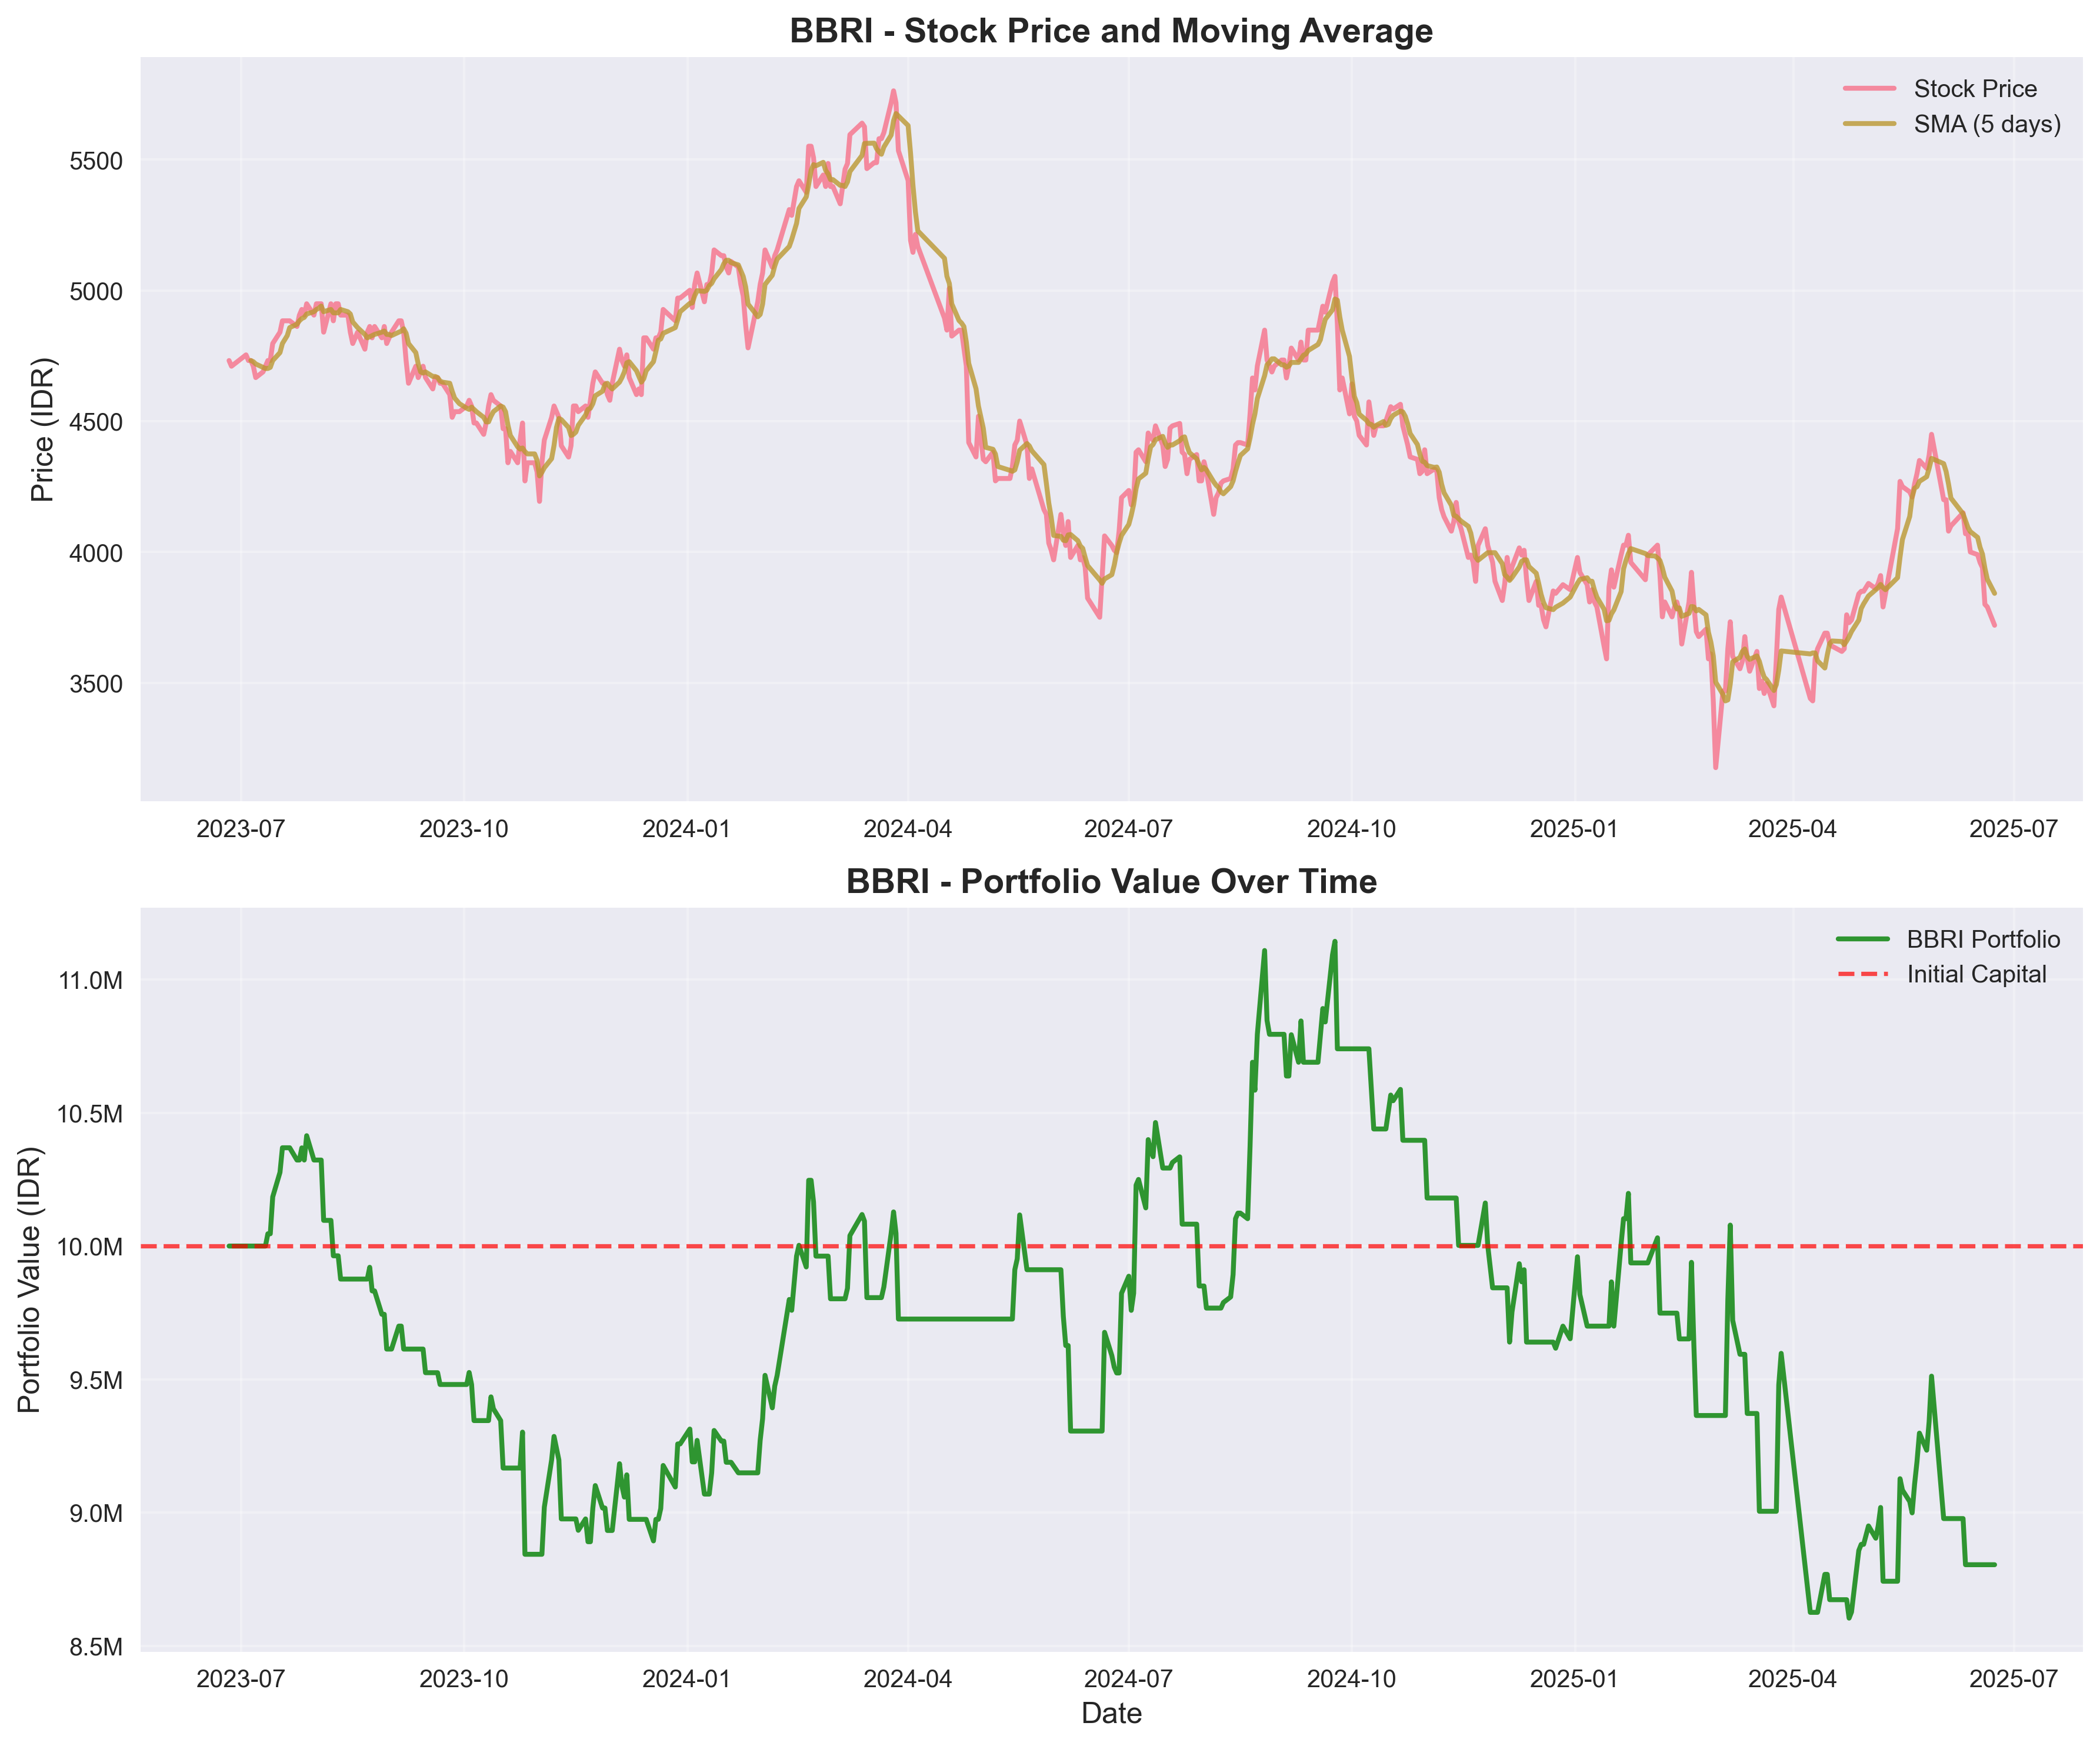 BBRI - Stock Price and Moving Average
Stock Price
SMA (5 days)
Price (IDR)
5500
5000
4500
4000
3500
2023-07 2023-10 2024-01 2024-04 2024-07 2024-10 2025-01 2025-04 2025-07
BBRI - Portfolio Value Over Time
BBRI Portfolio
Initial Capital
Portfolio Value (IDR)
11.0M
10.5M
10.0M
9.5M
9.0M
8.5M
2023-07 2023-10 2024-01 2024-04 2024-07 2024-10 2025-01 2025-04 2025-07
Date